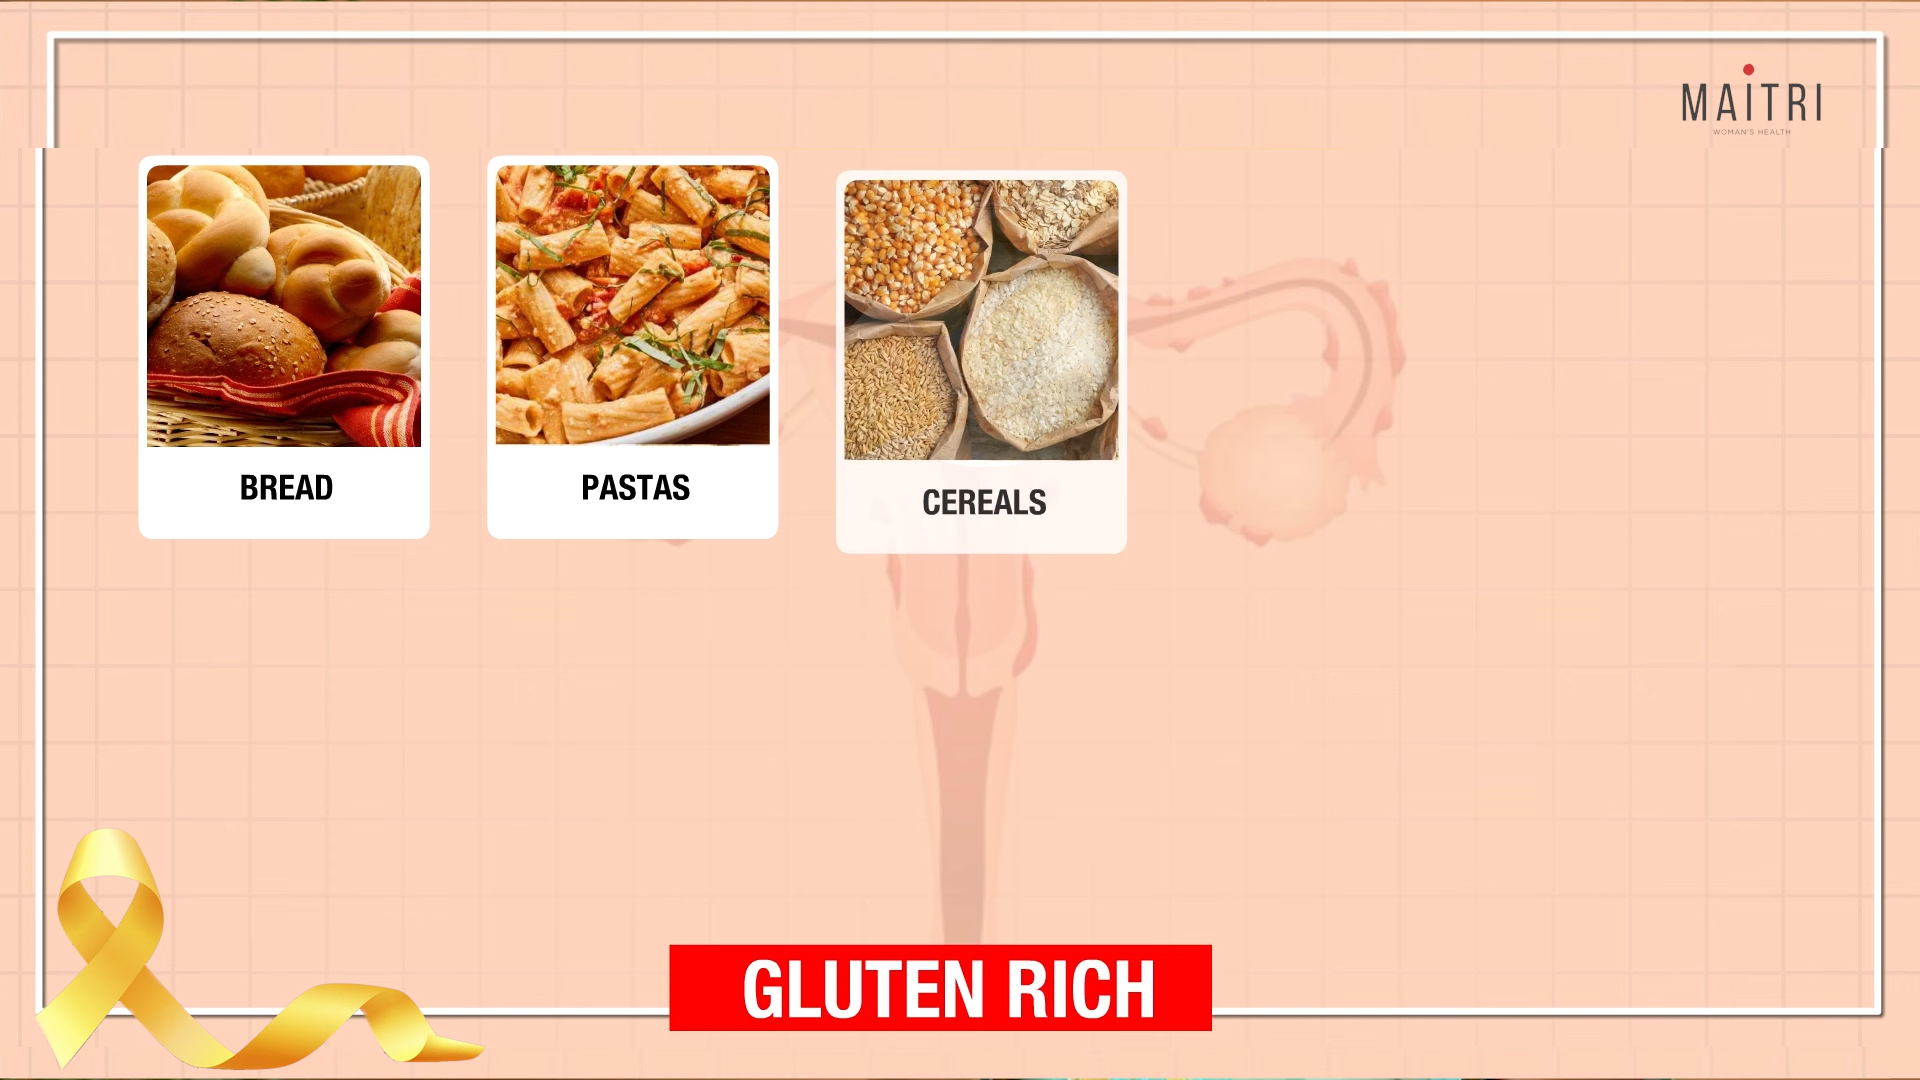 MAITRI
WOMAN'S HEALTH
BREAD
PASTAS
CEREALS
GLUTEN RICH